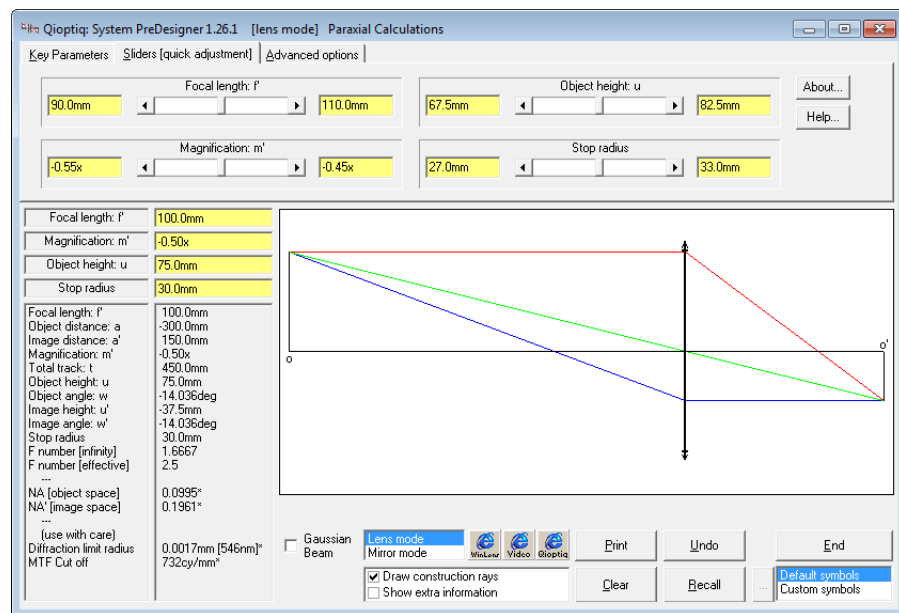 Qioptiq: System PreDesigner 1.26.1 [lens mode] Paraxial Calculations
Key Parameters Sliders [quick adjustment] Advanced options
Focal length: f'
90.0mm 110.0mm
Object height: u
67.5mm 82.5mm
About...
Help...
Magnification: m'
-0.55x -0.45x
Stop radius
27.0mm 33.0mm
Focal length: f' 100.0mm
Magnification: m' -0.50x
Object height: u 75.0mm
Stop radius 30.0mm
Focal length: f' 100.0mm
Object distance: a -300.0mm
Image distance: a' 150.0mm
Magnification: m' -0.50x
Total track: t 450.0mm
Object height: u 75.0mm
Object angle: w -14.036deg
Image height: u' -37.5mm
Image angle: w' -14.036deg
Stop radius 30.0mm
F number [infinity] 1.6667
F number [effective] 2.5
---
NA [object space] 0.0995*
NA' [image space] 0.1961*
---
(use with care)
Diffraction limit radius 0.0017mm [546nm]*
MTF Cut off 732cy/mm*
o
o'
Gaussian
Beam
Lens mode
Mirror mode
WinLens Video Qioptiq
Print Undo End
Draw construction rays
Show extra information
Clear Recall ...
Default symbols
Custom symbols